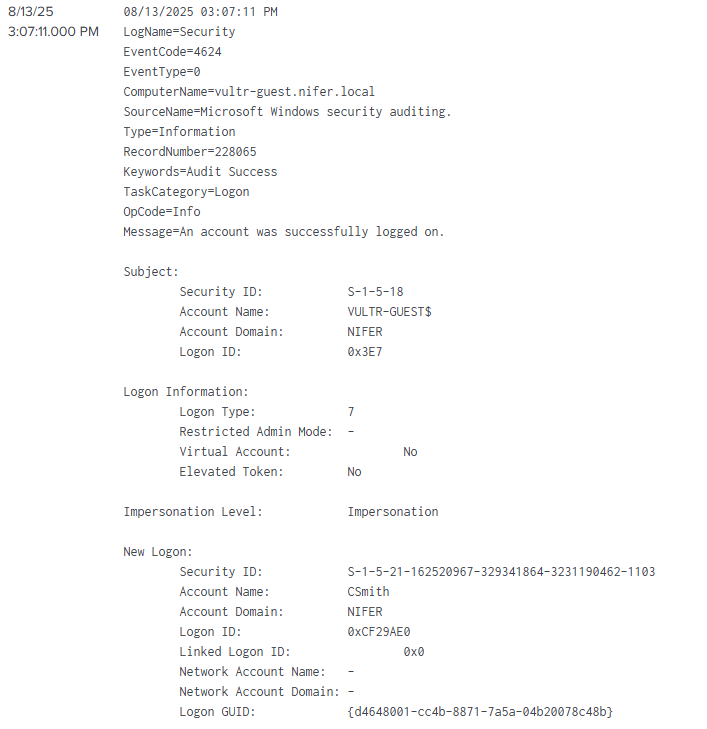 8/13/25
3:07:11.000 PM
08/13/2025 03:07:11 PM
LogName=Security
EventCode=4624
EventType=0
ComputerName=vultr-guest.nifer.local
SourceName=Microsoft Windows security auditing.
Type=Information
RecordNumber=228065
Keywords=Audit Success
TaskCategory=Logon
OpCode=Info
Message=An account was successfully logged on.
Subject:
Security ID: S-1-5-18
Account Name: VULTR-GUEST$
Account Domain: NIFER
Logon ID: 0x3E7
Logon Information:
Logon Type: 7
Restricted Admin Mode: -
Virtual Account: No
Elevated Token: No
Impersonation Level: Impersonation
New Logon:
Security ID: S-1-5-21-162520967-329341864-3231190462-1103
Account Name: CSmith
Account Domain: NIFER
Logon ID: 0xCF29AE0
Linked Logon ID: 0x0
Network Account Name: -
Network Account Domain: -
Logon GUID: {d4648001-cc4b-8871-7a5a-04b20078c48b}